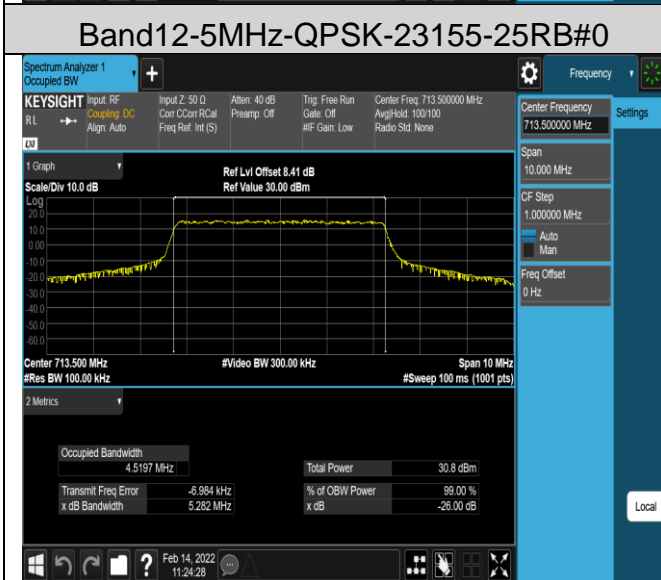 Band12-5MHz-QPSK-23155-25RB#0
Spectrum Analyzer 1
Occupied BW
+
Frequency
KEYSIGHT
RL
Input: RF
Coupling: DC
Align: Auto
Input Z: 50 Ω
Corr CCorr RCal
Freq Ref: Int (S)
Atten: 40 dB
Preamp: Off
Trig: Free Run
Gate: Off
#IF Gain: Low
Center Freq: 713.500000 MHz
Avg|Hold: 100/100
Radio Std: None
1 Graph
Scale/Div 10.0 dB
Ref Lvl Offset 8.41 dB
Ref Value 30.00 dBm
Log
20.0
10.0
0.00
-10.0
-20.0
-30.0
-40.0
-50.0
-60.0
Center 713.500 MHz
#Video BW 300.00 kHz
Span 10 MHz
#Res BW 100.00 kHz
#Sweep 100 ms (1001 pts)
2 Metrics
Occupied Bandwidth
4.5197 MHz
Total Power 30.8 dBm
Transmit Freq Error -6.984 kHz
% of OBW Power 99.00 %
x dB Bandwidth 5.282 MHz
x dB -26.00 dB
Center Frequency
713.500000 MHz
Settings
Span
10.000 MHz
CF Step
1.000000 MHz
Auto
Man
Freq Offset
0 Hz
Local
?
Feb 14, 2022
11:24:28